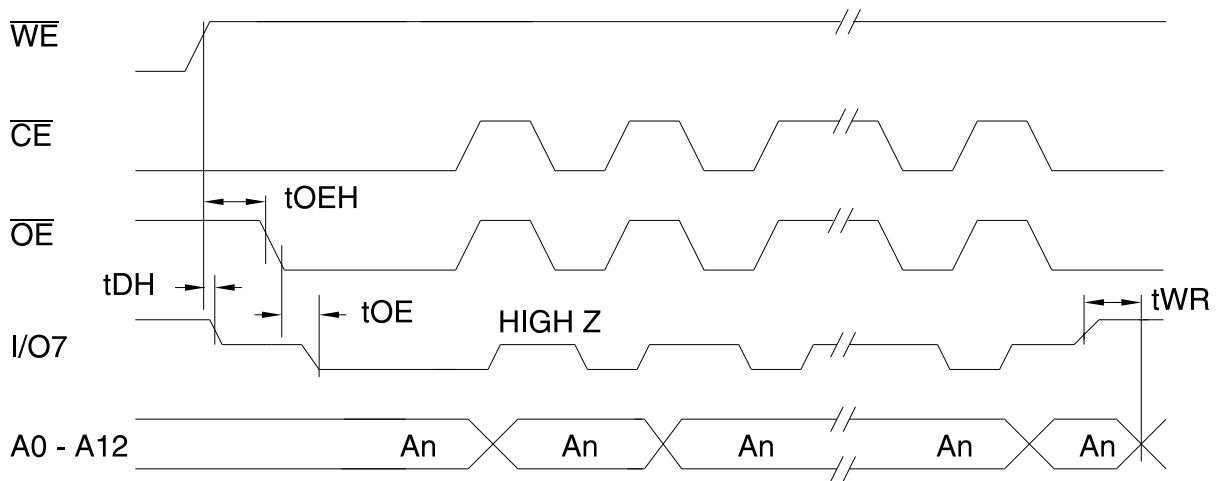 WE
CE
tOEH
OE
tDH
tOE
HIGH Z
tWR
I/O7
A0 - A12
An
An
An
An
An